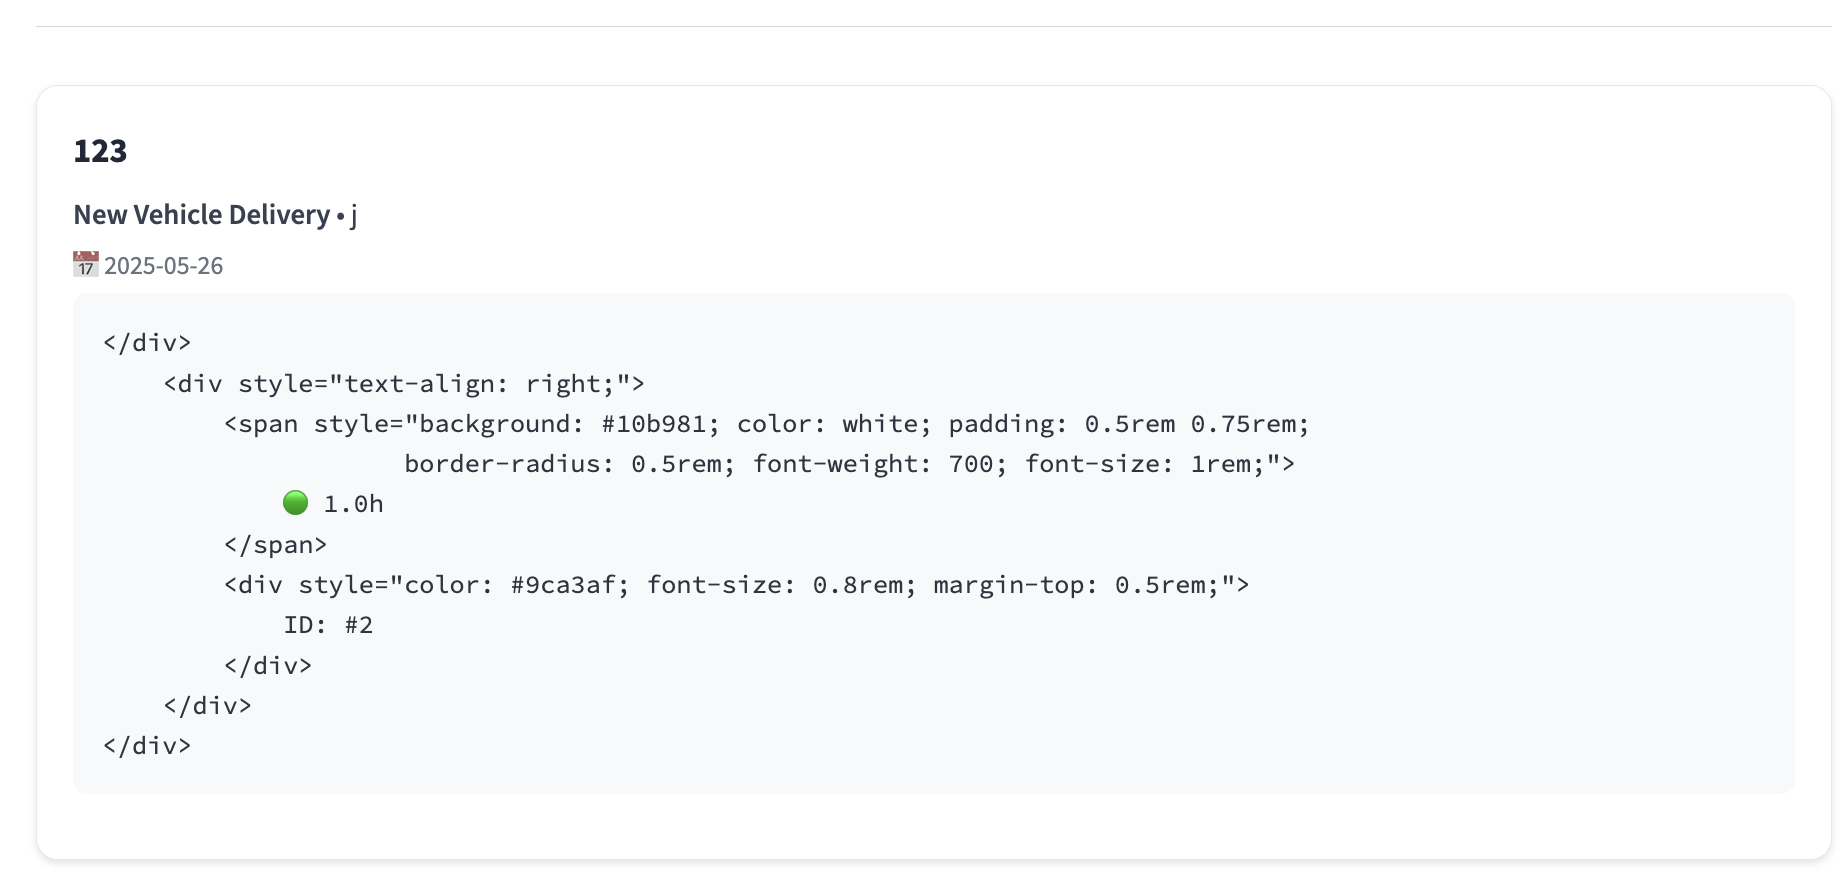 123
New Vehicle Delivery • j
📅 2025-05-26
</div>
    <div style="text-align: right;">
        <span style="background: #10b981; color: white; padding: 0.5rem 0.75rem;
                    border-radius: 0.5rem; font-weight: 700; font-size: 1rem;">
            🟢 1.0h
        </span>
        <div style="color: #9ca3af; font-size: 0.8rem; margin-top: 0.5rem;">
            ID: #2
        </div>
    </div>
</div>